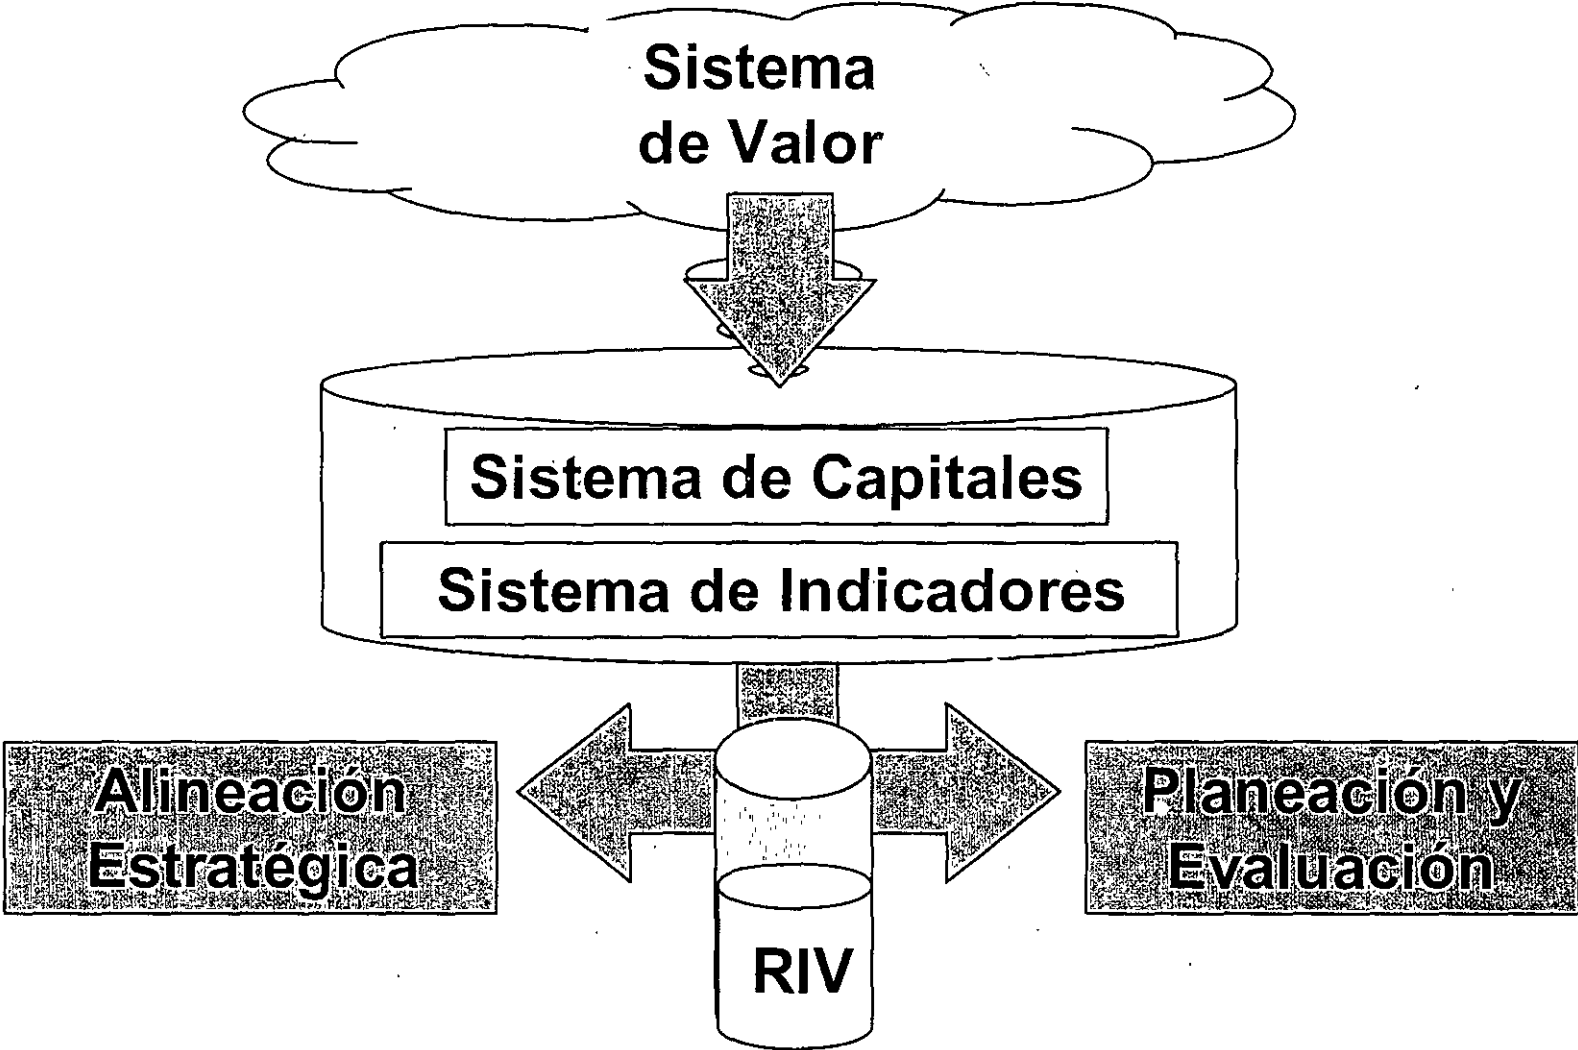 Sistema
de Valor
Sistema de Capitales
Sistema de Indicadores
Alineación
Estratégica
Planeación y
Evaluación
RIV